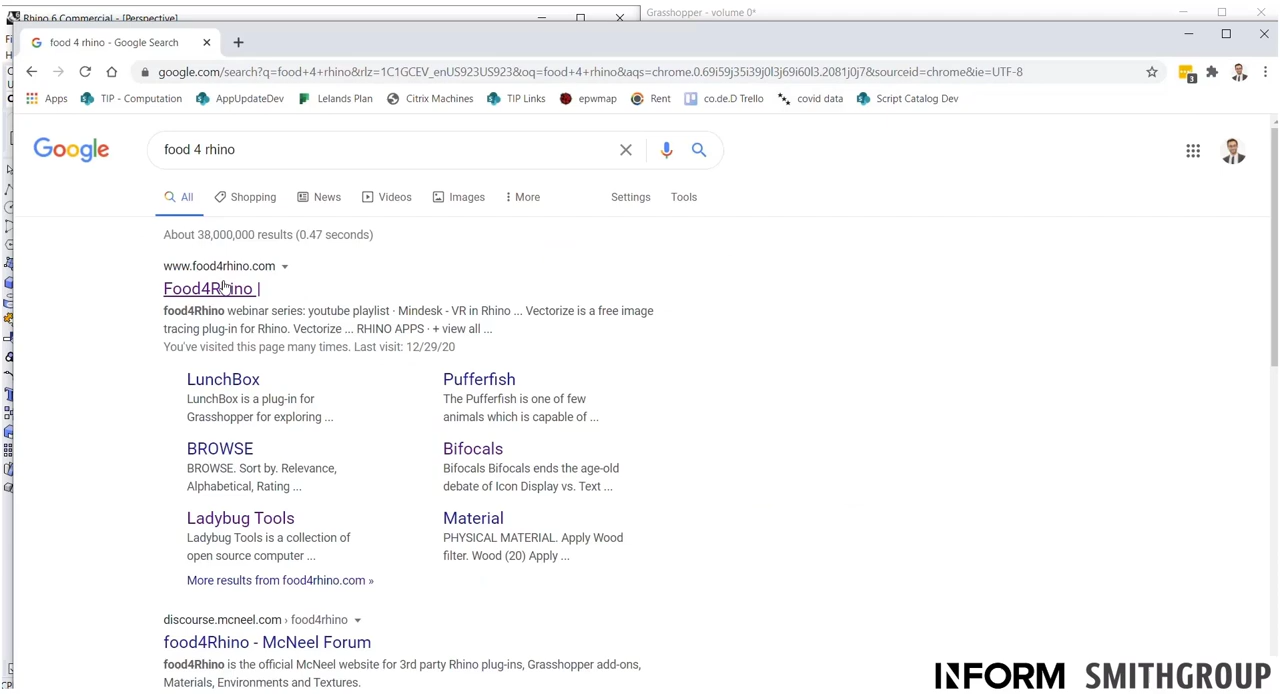 Rhino 6 Commercial - [Perspective]
Grasshopper - volume 0*
food 4 rhino - Google Search
google.com/search?q=food+4+rhino&rlz=1C1GCEV_enUS923US923&oq=food+4+rhino&aqs=chrome.0.69i59j35i39j0l3j69i60l3.2081j0j7&sourceid=chrome&ie=UTF-8
3
Apps TIP - Computation AppUpdateDev Lelands Plan Citrix Machines TIP Links epwmap Rent co.de.D Trello covid data Script Catalog Dev
Google
food 4 rhino
All Shopping News Videos Images More Settings Tools
About 38,000,000 results (0.47 seconds)
www.food4rhino.com
Food4Rhino |
food4Rhino webinar series: youtube playlist · Mindesk - VR in Rhino ... Vectorize is a free image
tracing plug-in for Rhino. Vectorize ... RHINO APPS · + view all ...
You've visited this page many times. Last visit: 12/29/20
LunchBox
LunchBox is a plug-in for
Grasshopper for exploring ...
Pufferfish
The Pufferfish is one of few
animals which is capable of ...
BROWSE
BROWSE. Sort by. Relevance,
Alphabetical, Rating ...
Bifocals
Bifocals Bifocals ends the age-old
debate of Icon Display vs. Text ...
Ladybug Tools
Ladybug Tools is a collection of
open source computer ...
Material
PHYSICAL MATERIAL. Apply Wood
filter. Wood (20) Apply ...
More results from food4rhino.com »
discourse.mcneel.com › food4rhino
food4Rhino - McNeel Forum
food4Rhino is the official McNeel website for 3rd party Rhino plug-ins, Grasshopper add-ons,
Materials, Environments and Textures.
INFORM SMITHGROUP